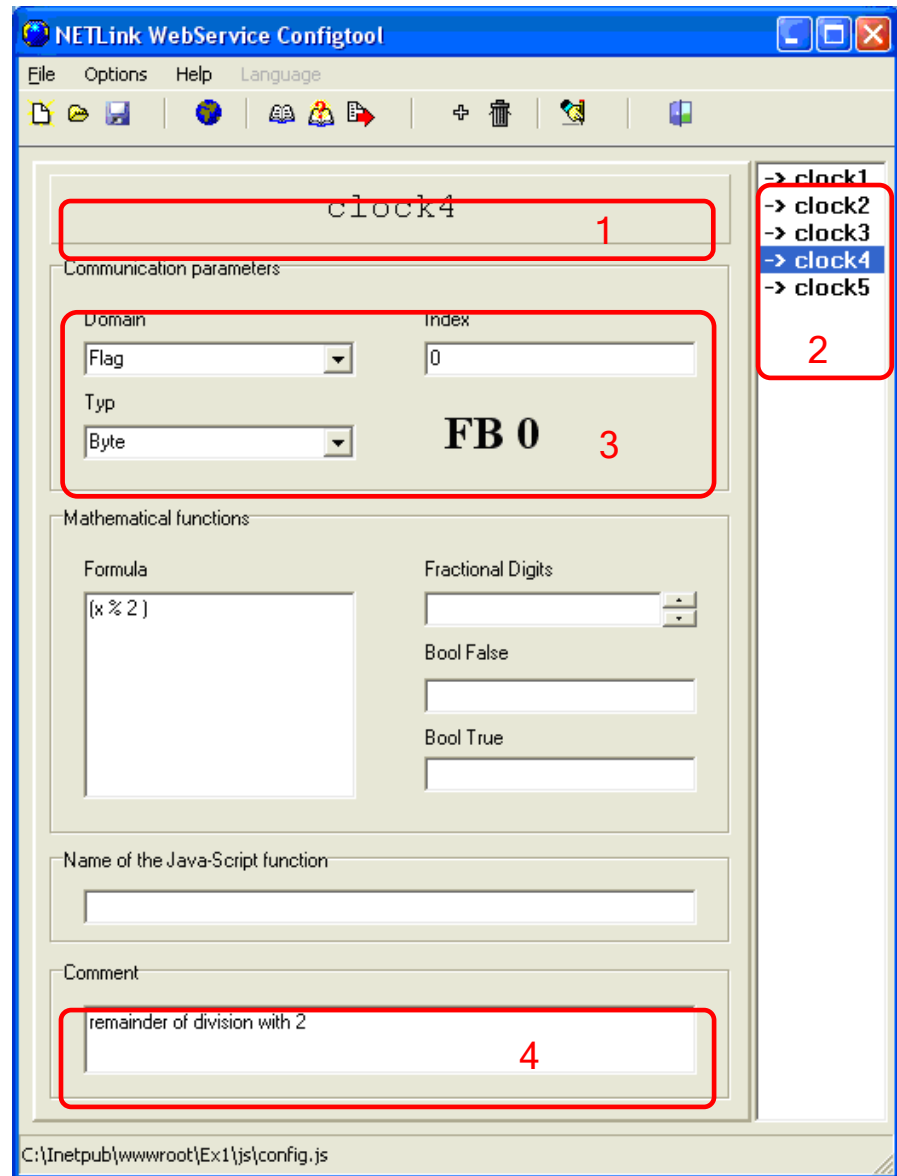 NETLink WebService Configtool
File Options Help Language
clock4
1
-> clock1
-> clock2
-> clock3
-> clock4
-> clock5
2
Communication parameters
Domain
Index
Flag
0
Typ
Byte
FB 0
3
Mathematical functions
Formula
Fractional Digits
(x % 2 )
Bool False
Bool True
Name of the Java-Script function
Comment
remainder of division with 2
4
C:\Inetpub\wwwroot\Ex1\js\config.js